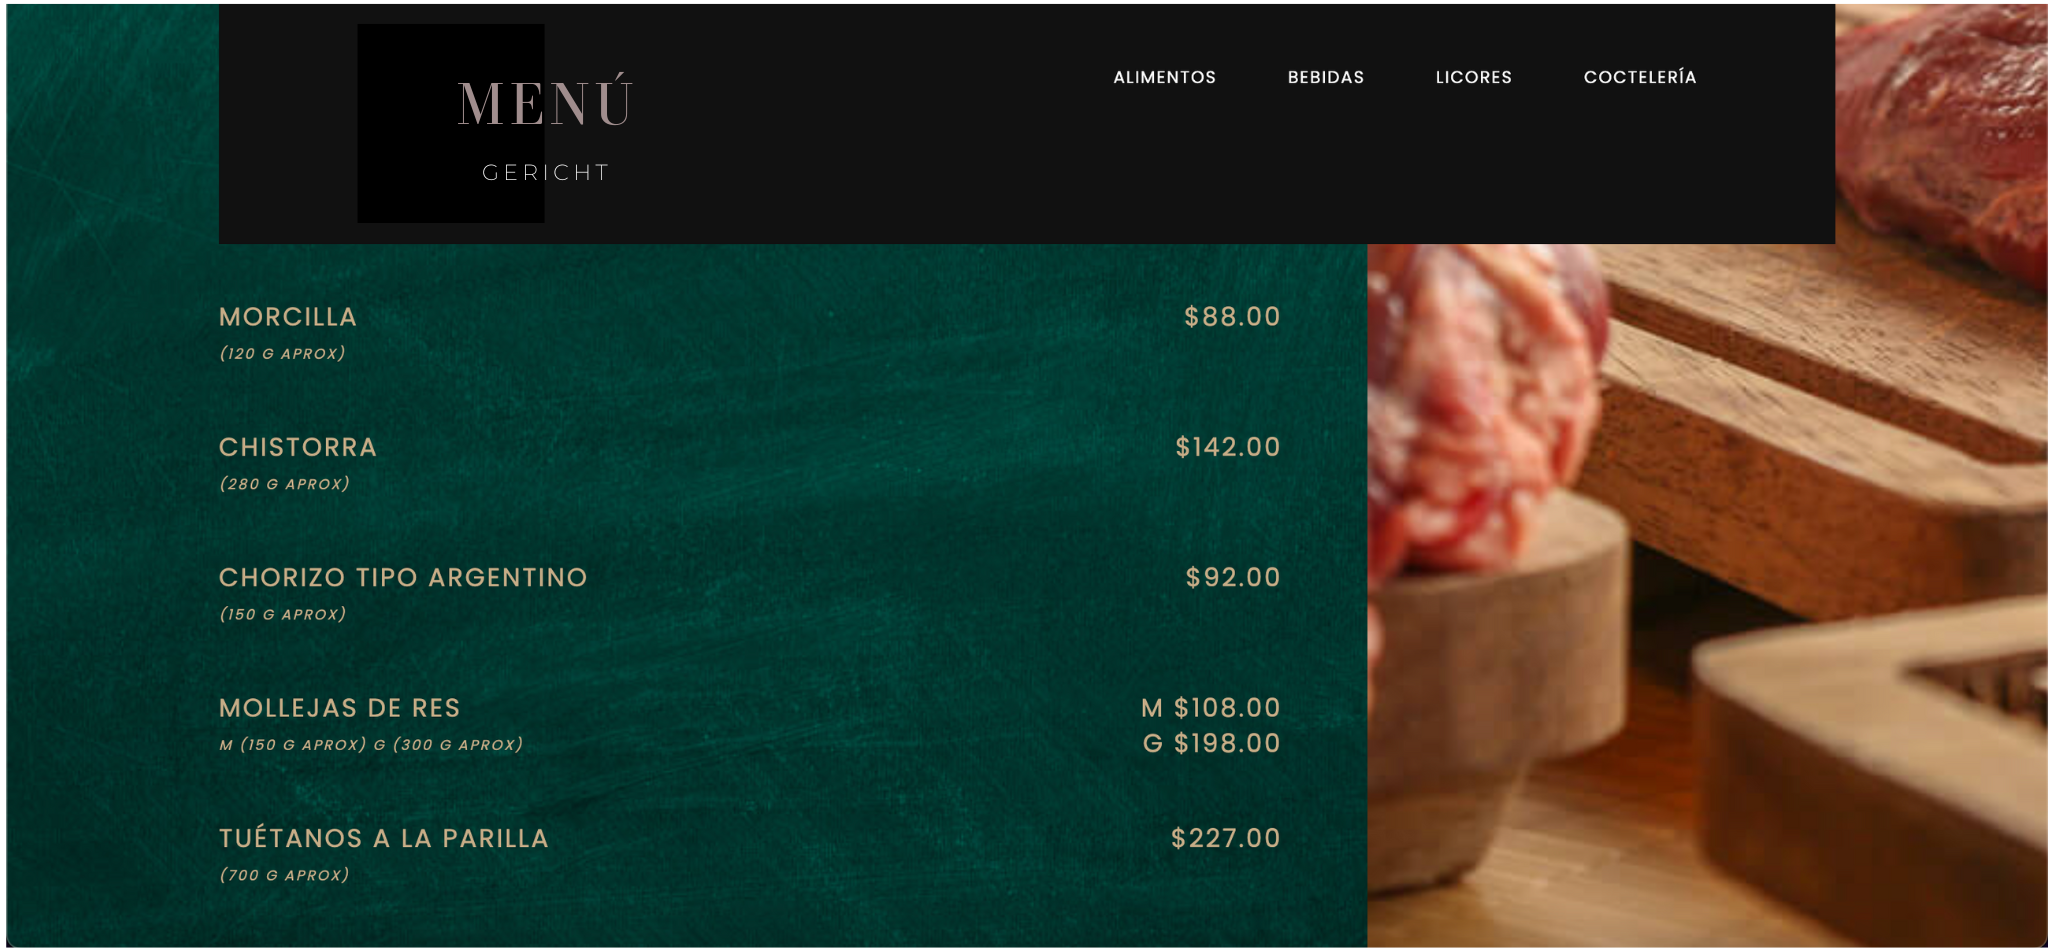 MENÚ
GERICHT
ALIMENTOS BEBIDAS LICORES COCTELERÍA
MORCILLA $88.00
(120 G APROX)
CHISTORRA $142.00
(280 G APROX)
CHORIZO TIPO ARGENTINO $92.00
(150 G APROX)
MOLLEJAS DE RES M $108.00
M (150 G APROX) G (300 G APROX) G $198.00
TUÉTANOS A LA PARILLA $227.00
(700 G APROX)